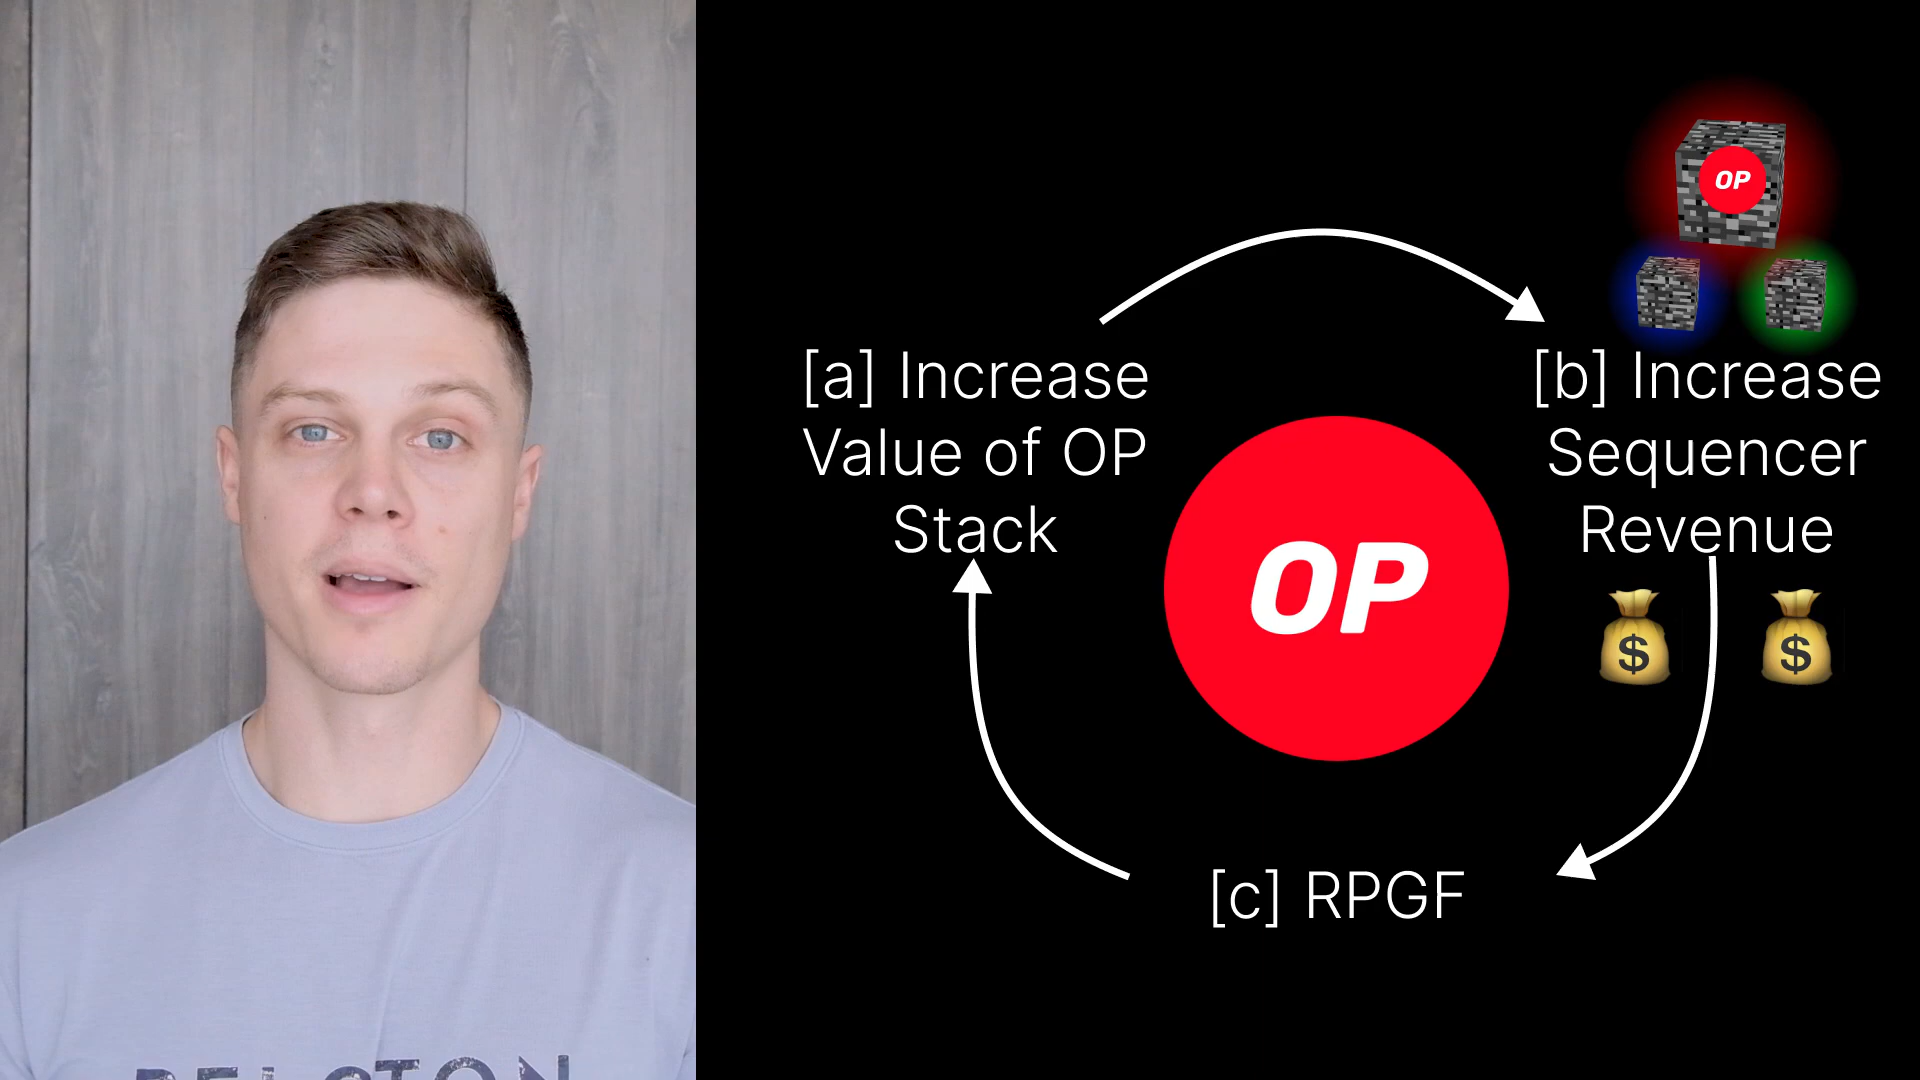 OP
[a] Increase
Value of OP
Stack
[b] Increase
Sequencer
Revenue
OP
$ $
[c] RPGF